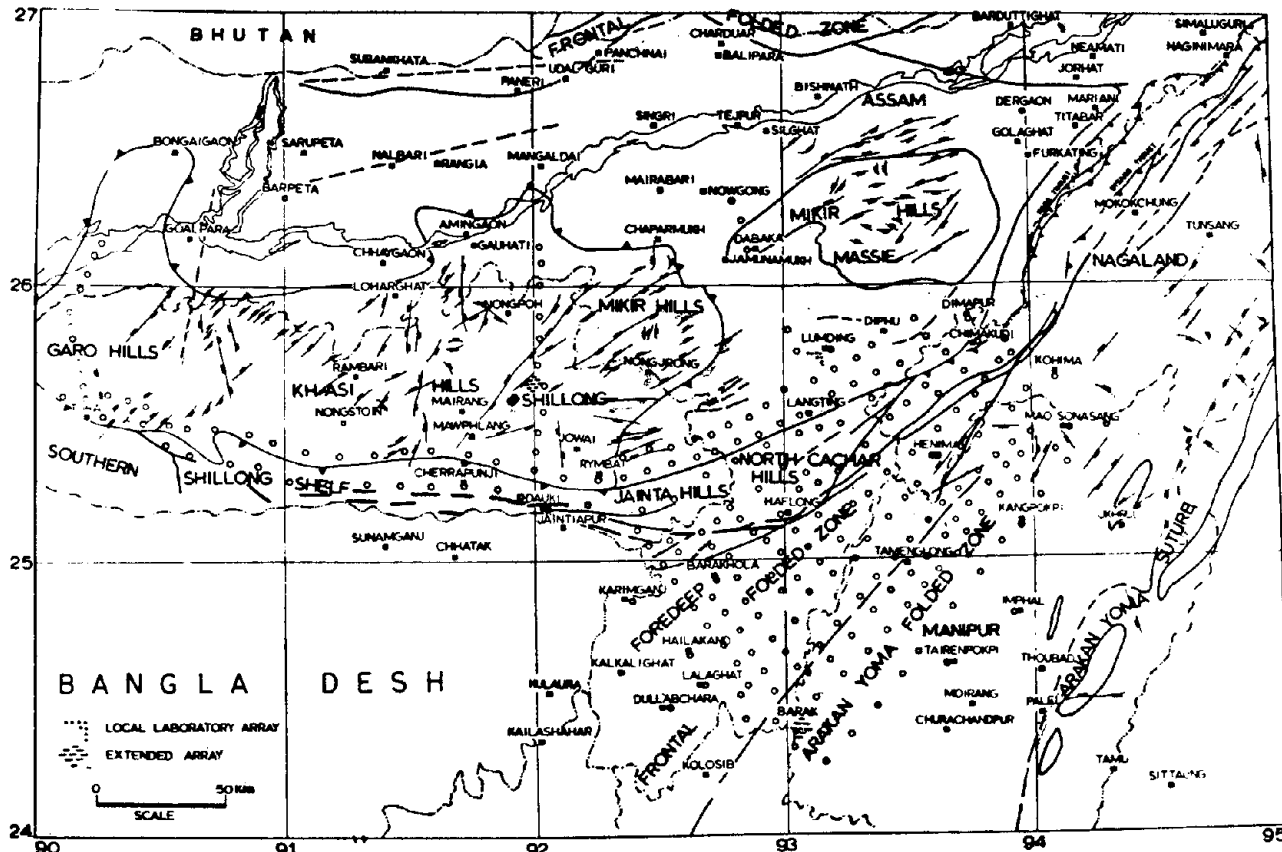 27
BHUTAN
FRONTAL
FOLDED ZONE
BARDUTTIGHAT
SIMALUGURI
CHARDUAR
PANCHNAI
BALIPARA
NEAMATI
NAGINIMARA
SUBANKHATA
UDALGURI
JORHAT
PANERI
BISHNATH
ASSAM
DERGAON
MARIANI
SINGRI
TEJPUR
SILGHAT
TITABAR
GOLAGHAT
BONGAIGAON
SARUPETA
NALBARI
RANGIA
MANGALDAI
FURKATING
BARPETA
MAIRABARI
NOWGONG
MIKIR
HILLS
MOKOKCHUNG
GOALPARA
AMINGAON
GAUHATI
CHAPARMUKH
DABAKA
MASSIF
TUNSANG
CHHAYGAON
JAMUNAMUKH
NAGALAND
26
LOHARGHAT
NONGPOH
MIKIR HILLS
DIPHU
DIMAPUR
CHIMAKUDI
LUMDING
GARO HILLS
RAMBARI
NONGJRONG
KOHIMA
KHASI
HILLS
MAIRANG
SHILLONG
NONGSTOIN
LANGTING
MAO SONASANG
MAWPHLANG
JOWAI
HENIMA
SOUTHERN
SHILLONG
SHELF
CHERRAPUNJI
RYMBAI
NORTH CACHAR
HILLS
DAUKI
JAINTA HILLS
HAFLONG
KANGPOKPI
JAINTIAPUR
SUNAMGANJ
CHHATAK
25
BARAKHOLA
TAMENGLONG
SUTURE
KARIMGANJ
FOREDEEP
FOLDED ZONE
IMPHAL
HAILAKAND
MANIPUR
KALKALIGHAT
TAIRENPOKPI
THOUBAD
ARAKAN YOMA
BANGLA DESH
KULAURA
LALAGHAT
DULLABCHARA
MOIRANG
PALEL
BARAK
CHURACHANDPUR
LOCAL LABORATORY ARRAY
KAILASHAHAR
FRONTAL
ARAKAN YOMA FOLDED ZONE
EXTENDED ARRAY
KOLOSIB
TAMU
SITTAUNG
0 50 Km
SCALE
24
90 91 92 93 94 95